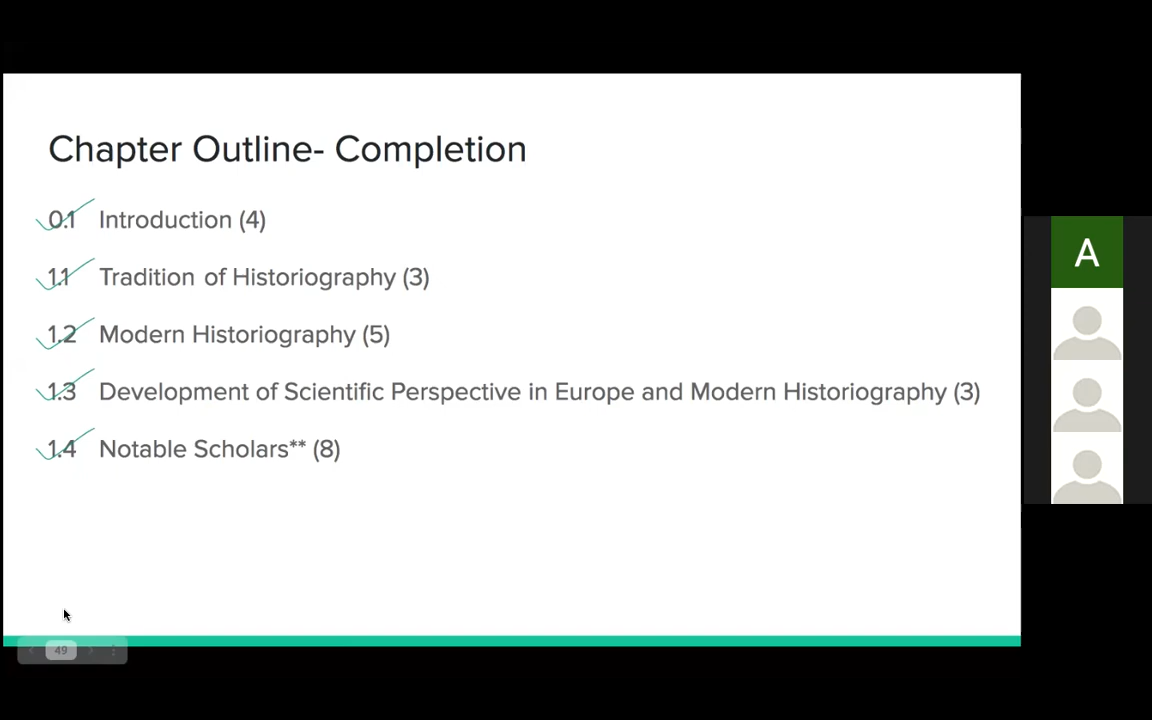 Chapter Outline- Completion
0.1 Introduction (4)
1.1 Tradition of Historiography (3)
1.2 Modern Historiography (5)
1.3 Development of Scientific Perspective in Europe and Modern Historiography (3)
1.4 Notable Scholars** (8)
A
49